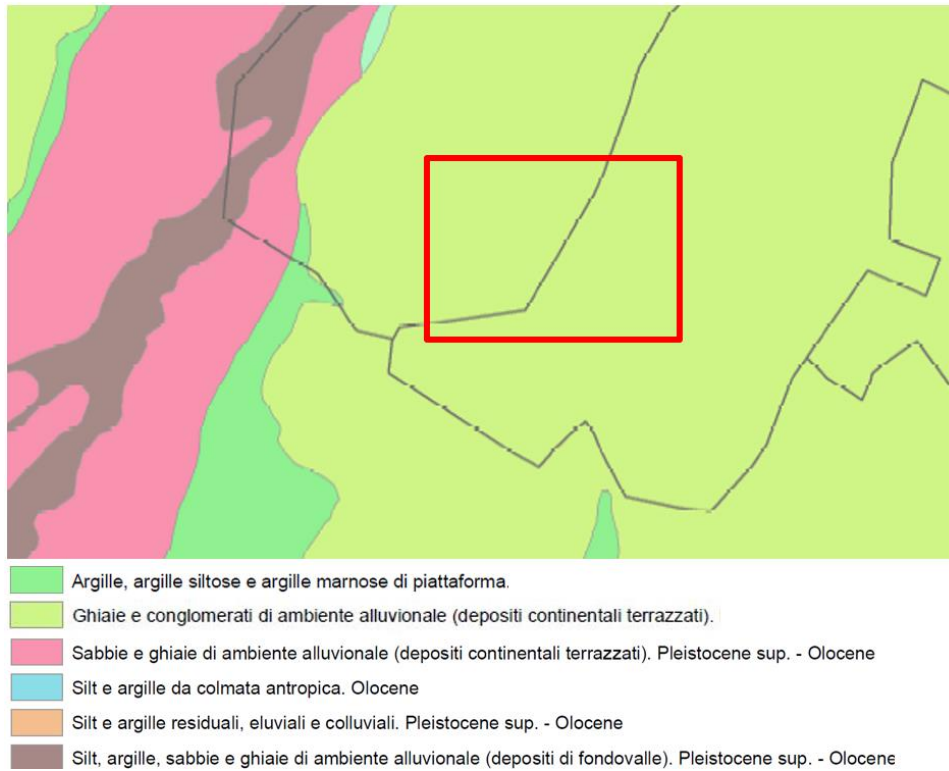 Argille, argille siltose e argille marnose di piattaforma.
Ghiaie e conglomerati di ambiente alluvionale (depositi continentali terrazzati).
Sabbie e ghiaie di ambiente alluvionale (depositi continentali terrazzati). Pleistocene sup. - Olocene
Silt e argille da colmata antropica. Olocene
Silt e argille residuali, eluviali e colluviali. Pleistocene sup. - Olocene
Silt, argille, sabbie e ghiaie di ambiente alluvionale (depositi di fondovalle). Pleistocene sup. - Olocene